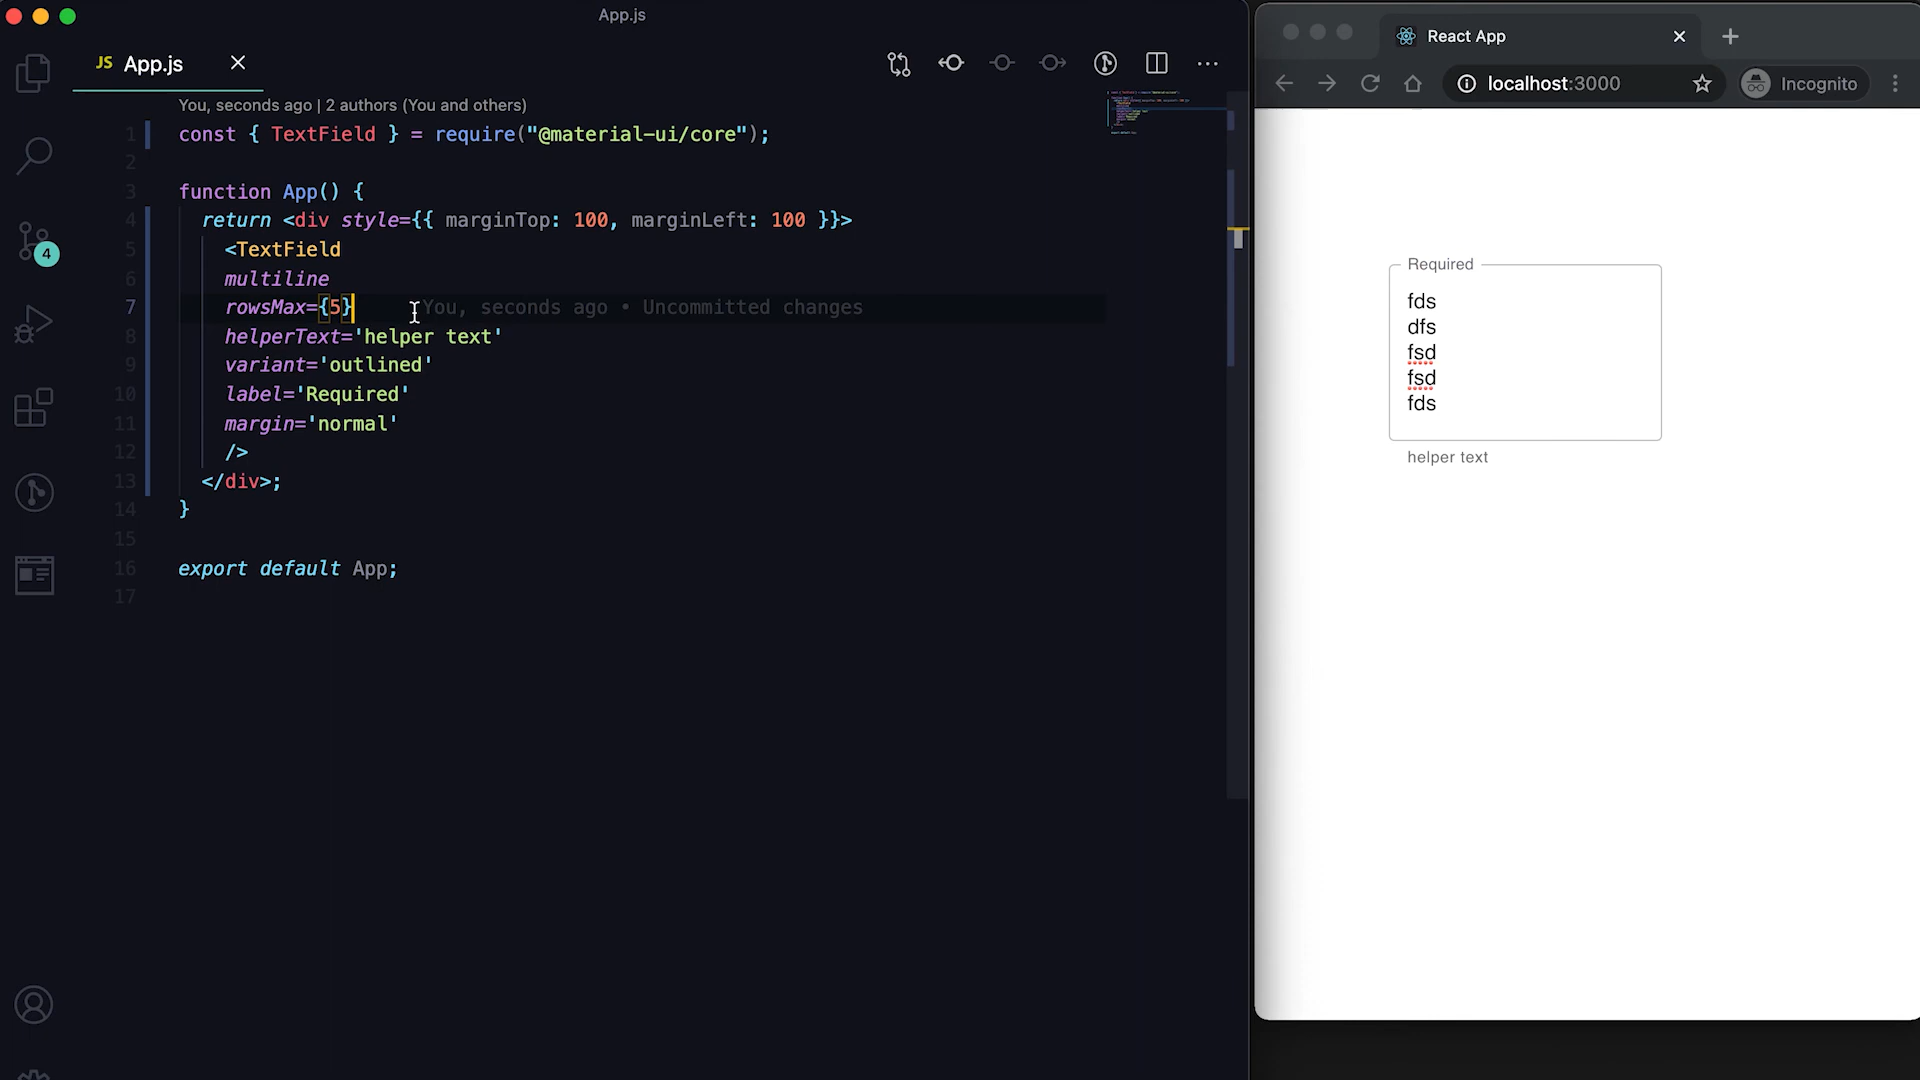 App.js
JS App.js
You, seconds ago | 2 authors (You and others)
1 const { TextField } = require("@material-ui/core");
2
3 function App() {
4 return <div style={{ marginTop: 100, marginLeft: 100 }}>
5 <TextField
6 multiline
7 rowsMax={5} You, seconds ago • Uncommitted changes
8 helperText='helper text'
9 variant='outlined'
10 label='Required'
11 margin='normal'
12 />
13 </div>;
14 }
15
16 export default App;
17
4
React App
localhost:3000
Incognito
Required
fds
dfs
fsd
fsd
fds
helper text